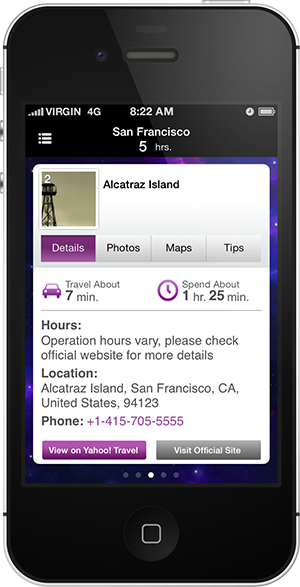 VIRGIN 4G 8:22 AM
San Francisco
5 hrs.
2
Alcatraz Island
Details Photos Maps Tips
Travel About
7 min.
Spend About
1 hr. 25 min.
Hours:
Operation hours vary, please check
official website for more details
Location:
Alcatraz Island, San Francisco, CA,
United States, 94123
Phone: +1-415-705-5555
View on Yahoo! Travel Visit Official Site